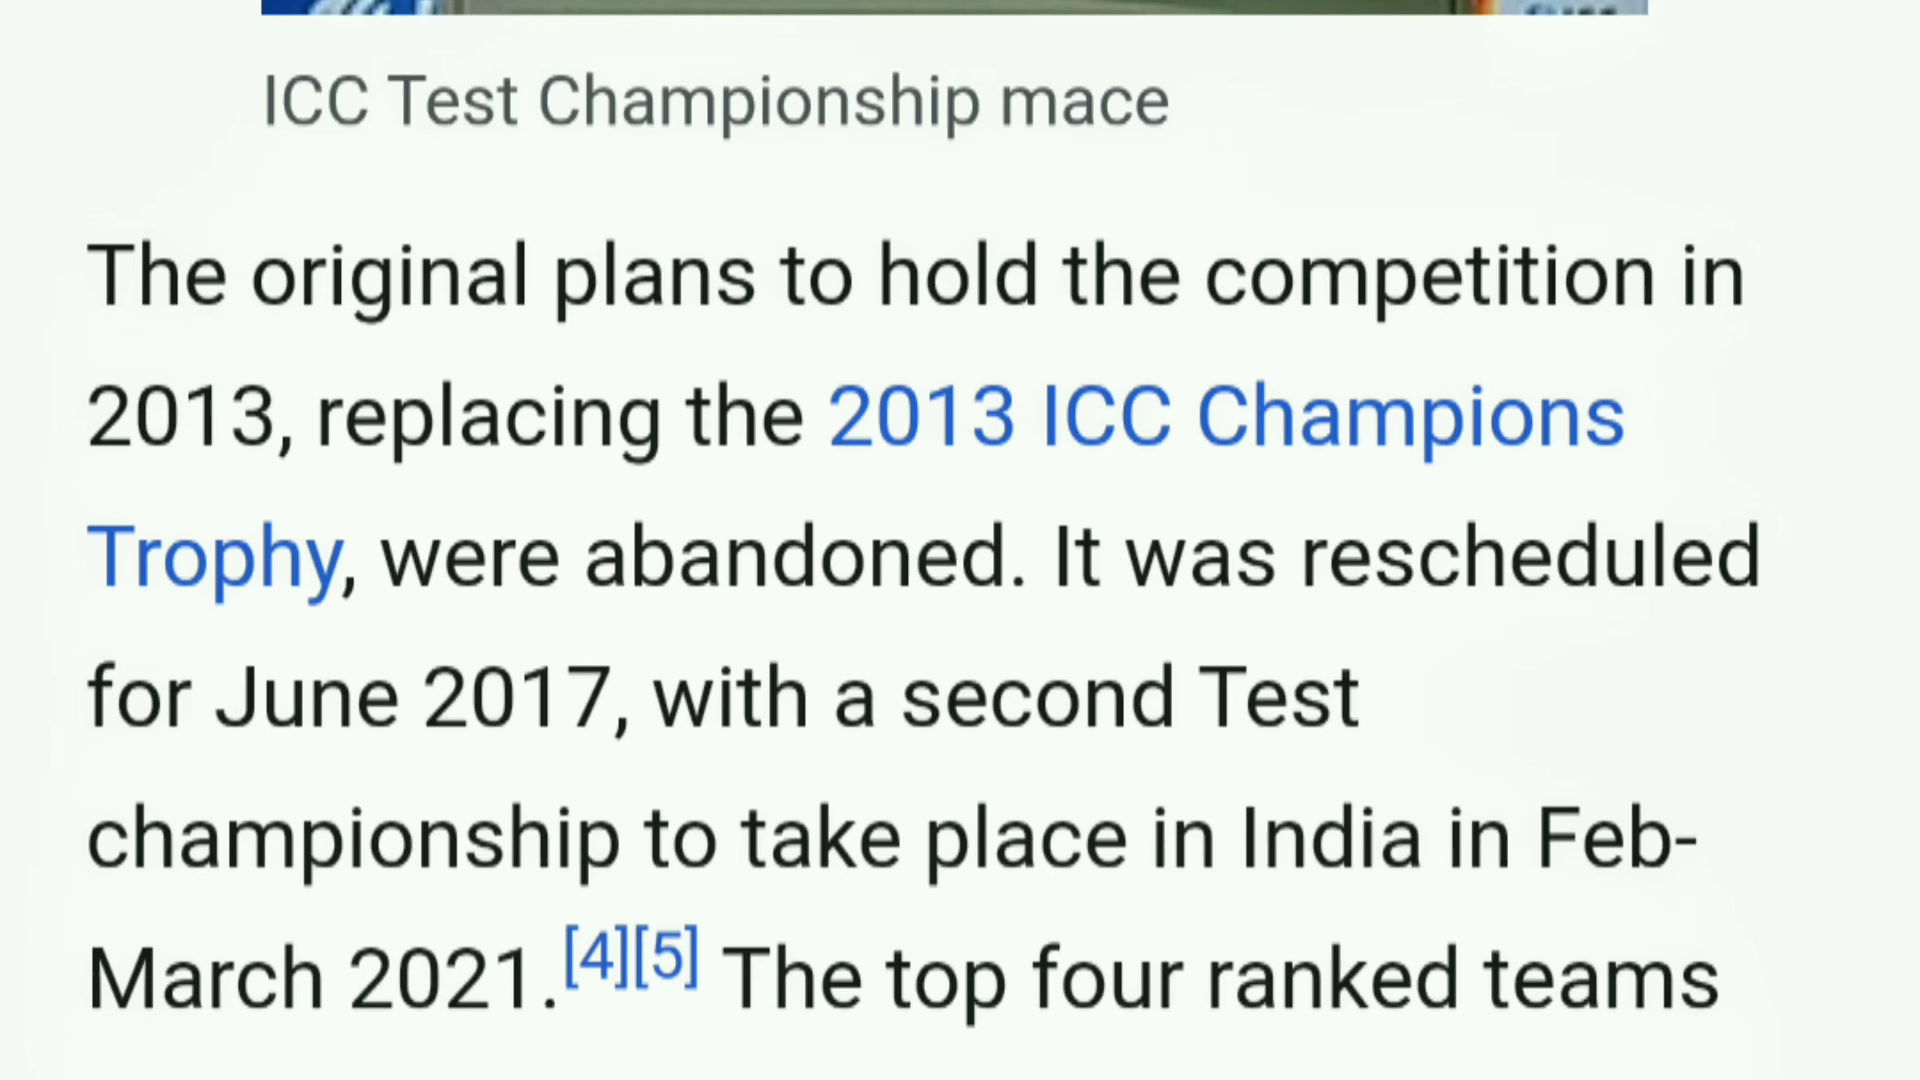 ICC Test Championship mace
The original plans to hold the competition in
2013, replacing the 2013 ICC Champions
Trophy, were abandoned. It was rescheduled
for June 2017, with a second Test
championship to take place in India in Feb-
March 2021.[4][5] The top four ranked teams